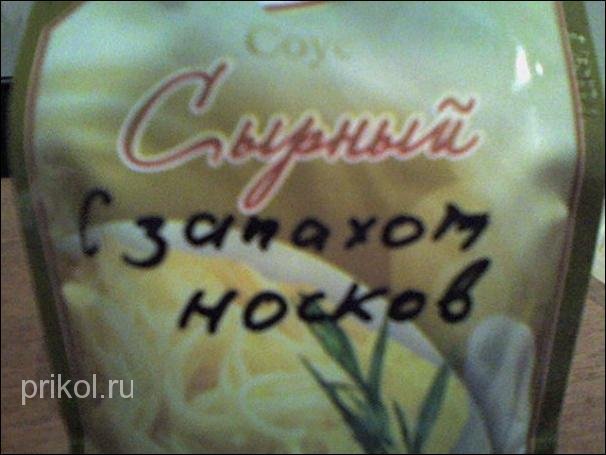 Соус
Сырный
С запахом
носков
prikol.ru